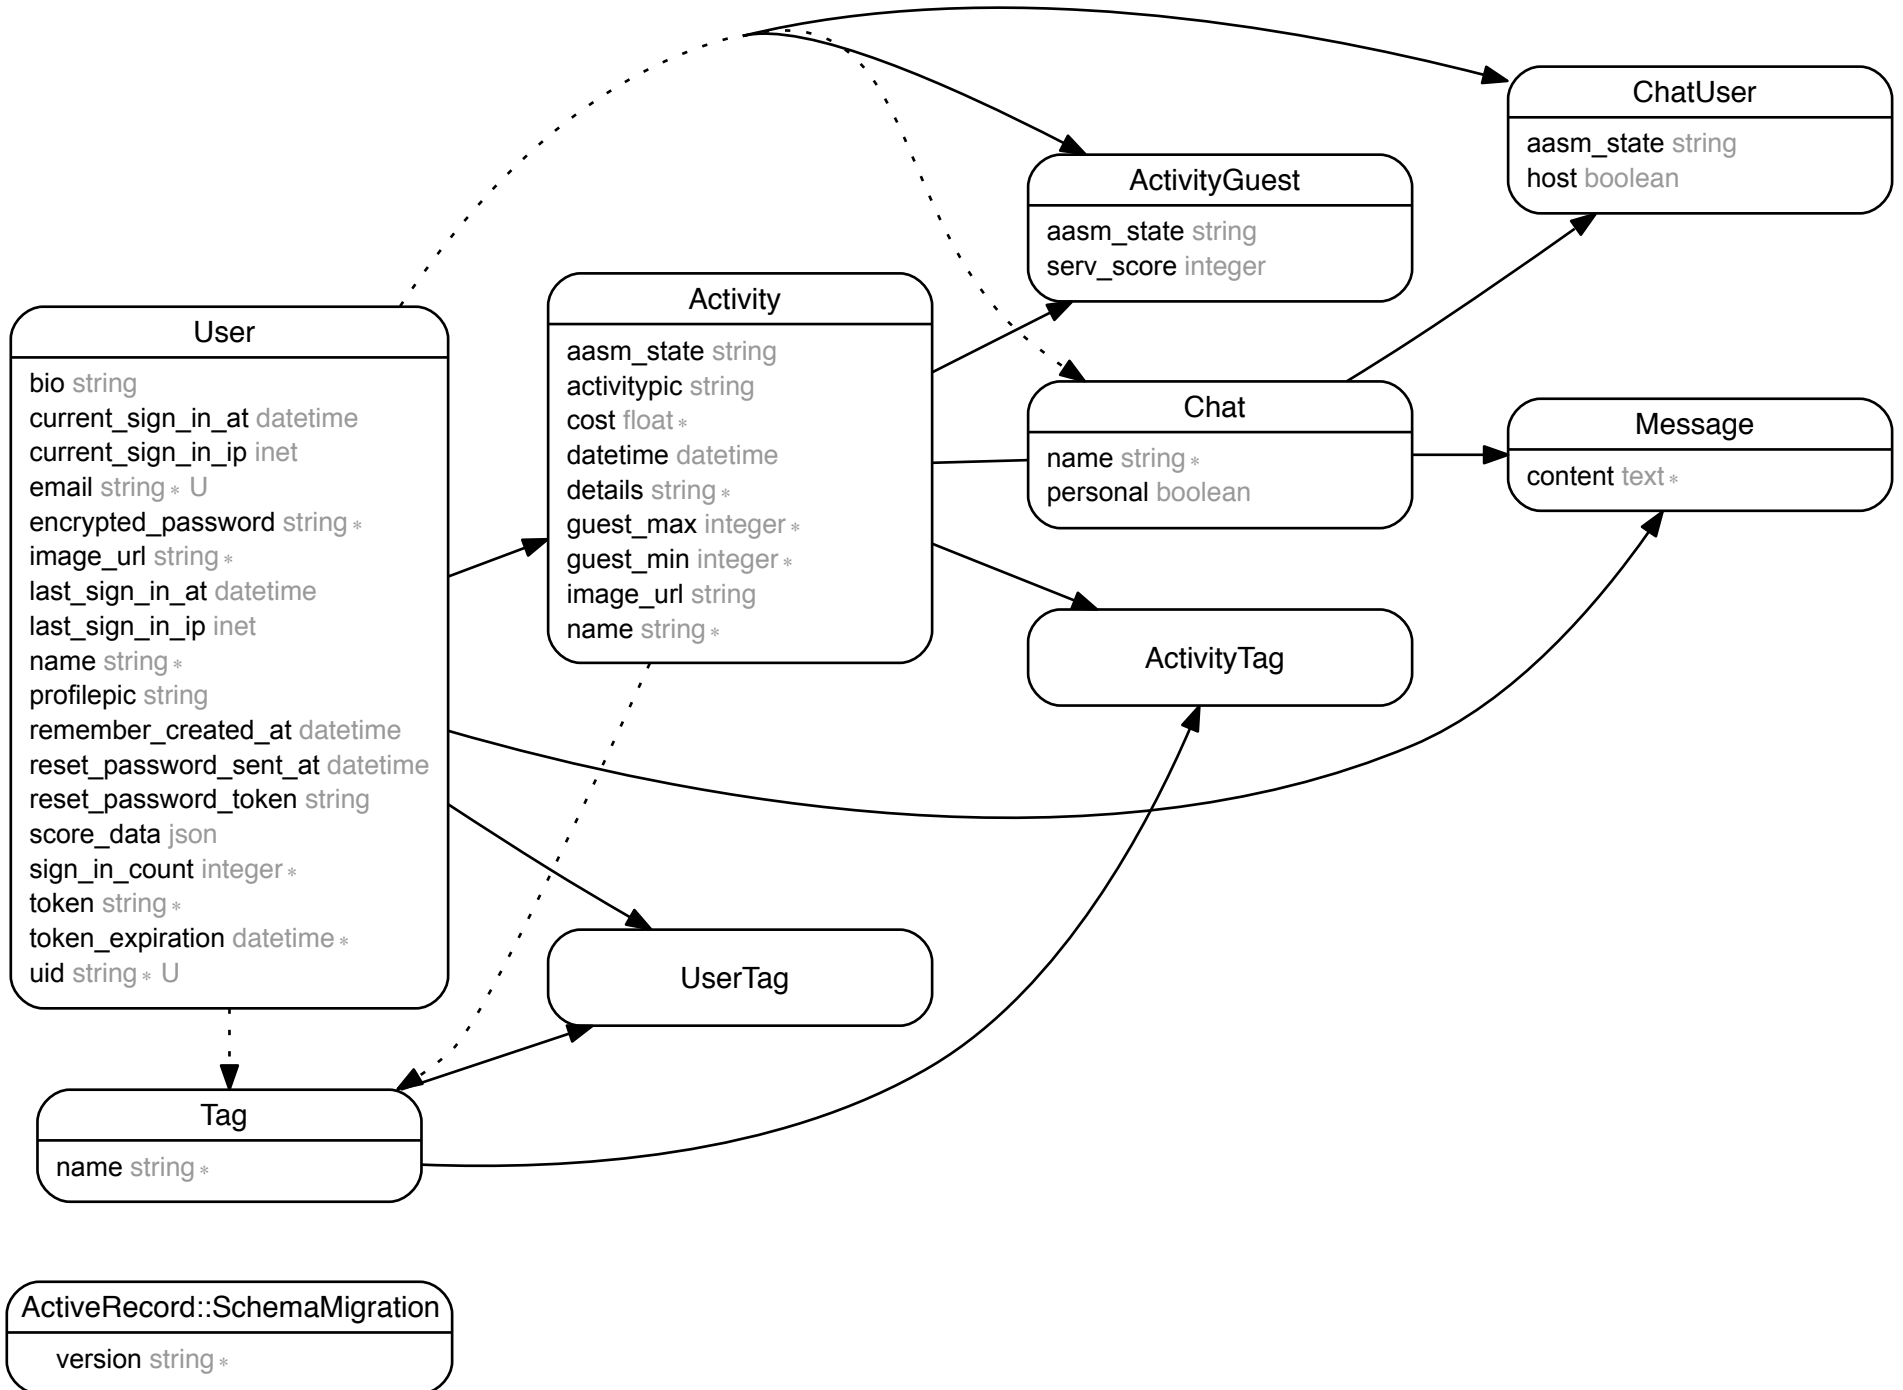 User
bio string
current_sign_in_at datetime
current_sign_in_ip inet
email string * U
encrypted_password string *
image_url string *
last_sign_in_at datetime
last_sign_in_ip inet
name string *
profilepic string
remember_created_at datetime
reset_password_sent_at datetime
reset_password_token string
score_data json
sign_in_count integer *
token string *
token_expiration datetime *
uid string * U
Activity
aasm_state string
activitypic string
cost float *
datetime datetime
details string *
guest_max integer *
guest_min integer *
image_url string
name string *
ActivityGuest
aasm_state string
serv_score integer
ChatUser
aasm_state string
host boolean
Chat
name string *
personal boolean
Message
content text *
ActivityTag
UserTag
Tag
name string *
ActiveRecord::SchemaMigration
version string *